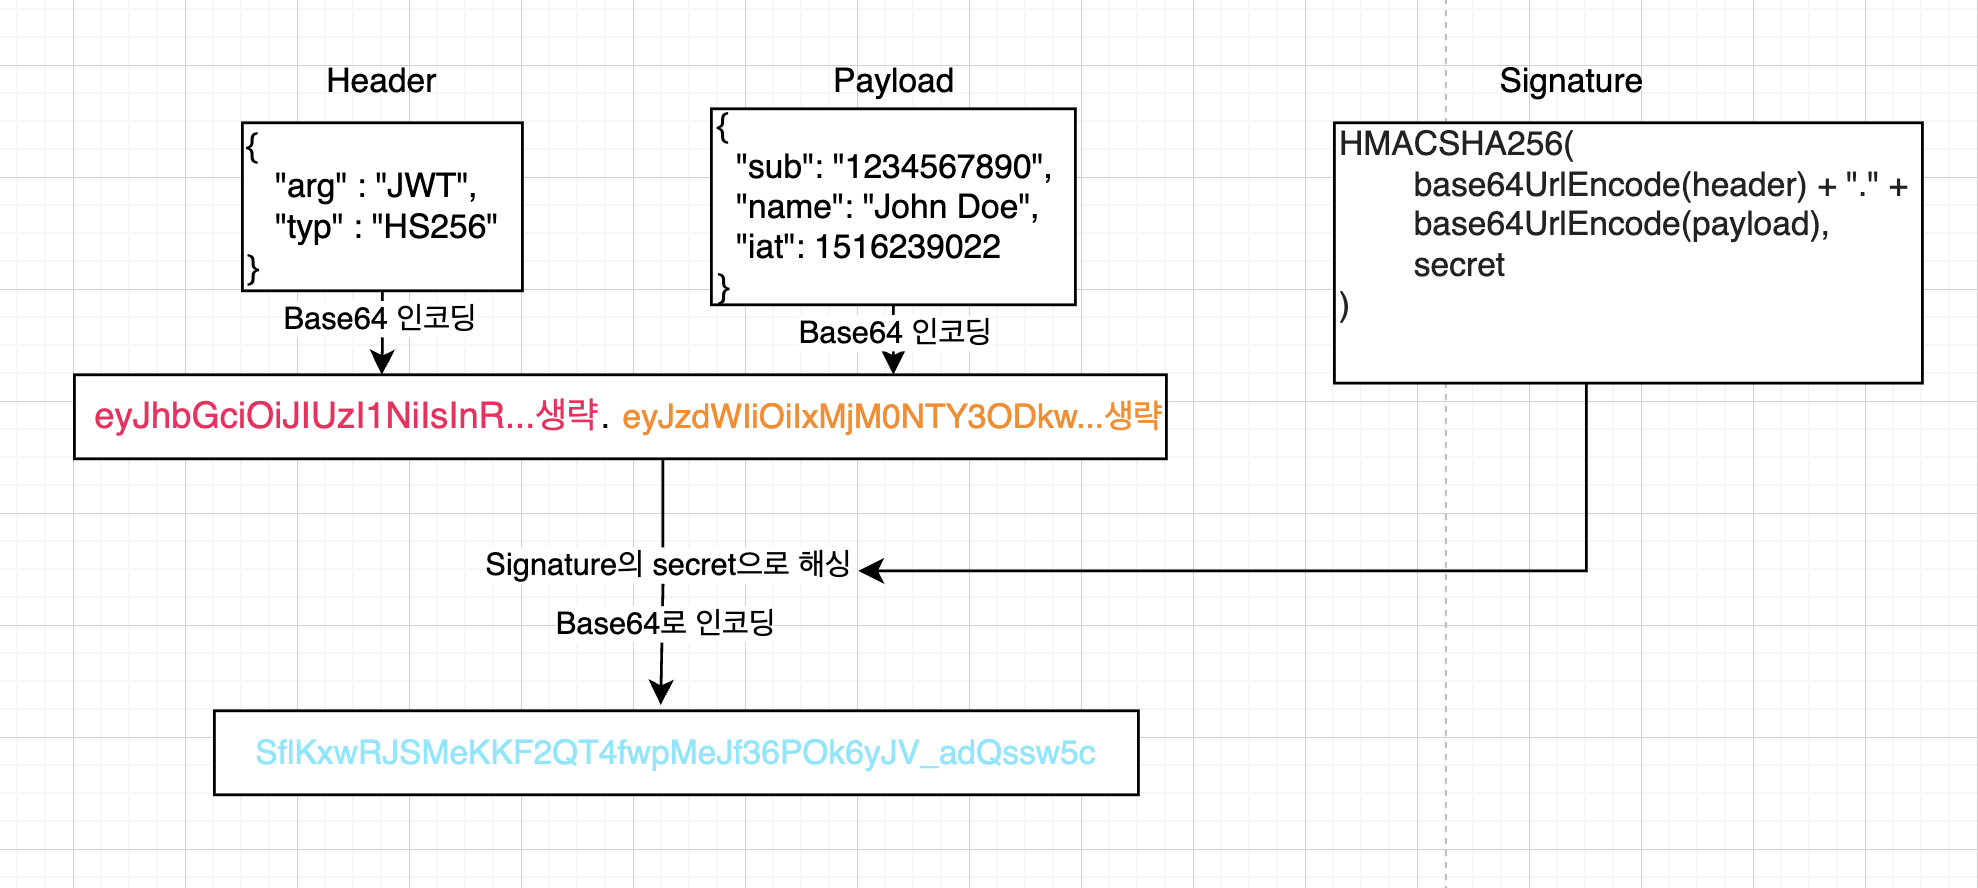 Header
{
"arg" : "JWT",
"typ" : "HS256"
}
Base64 인코딩
Payload
{
"sub": "1234567890",
"name": "John Doe",
"iat": 1516239022
}
Base64 인코딩
Signature
HMACSHA256(
base64UrlEncode(header) + "." +
base64UrlEncode(payload),
secret
)
eyJhbGciOiJIUzI1NiIsInR...생략. eyJzdWIiOiIxMjM0NTY3ODkw...생략
Signature의 secret으로 해싱
Base64로 인코딩
SflKxwRJSMeKKF2QT4fwpMeJf36POk6yJV_adQssw5c